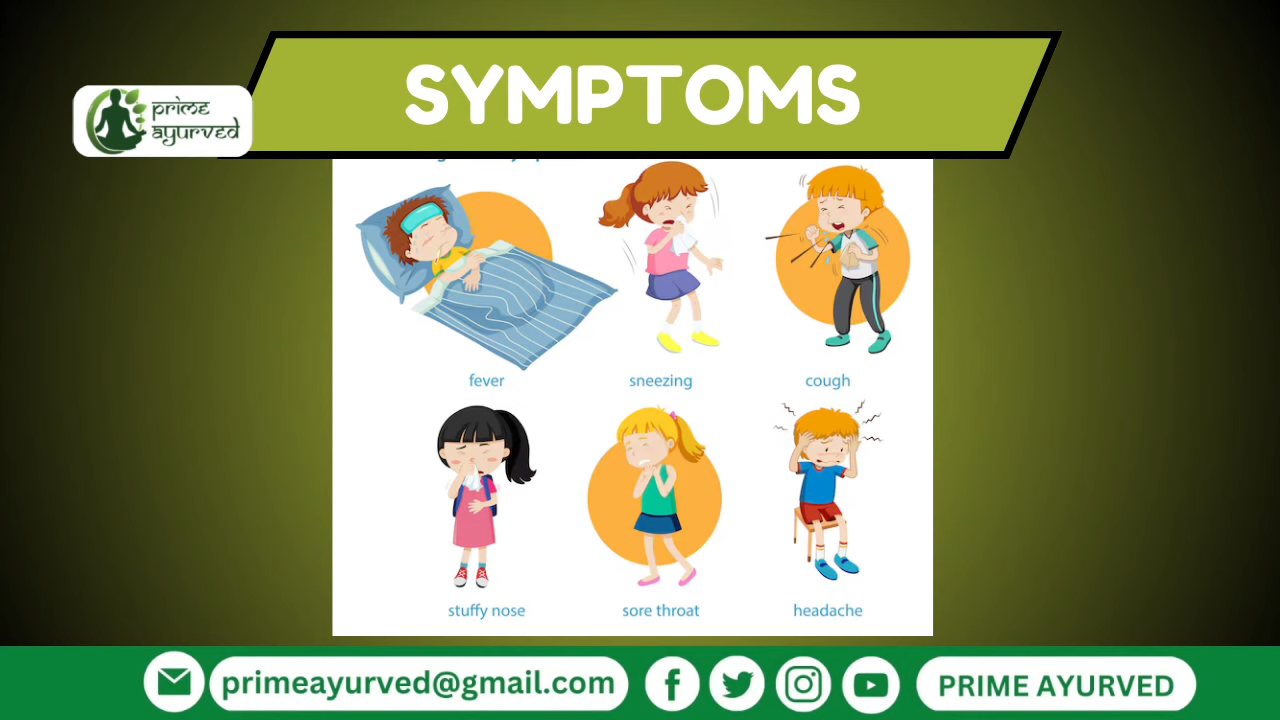 SYMPTOMS
prime
ayurved
fever
sneezing
cough
stuffy nose
sore throat
headache
primeayurved@gmail.com
PRIME AYURVED